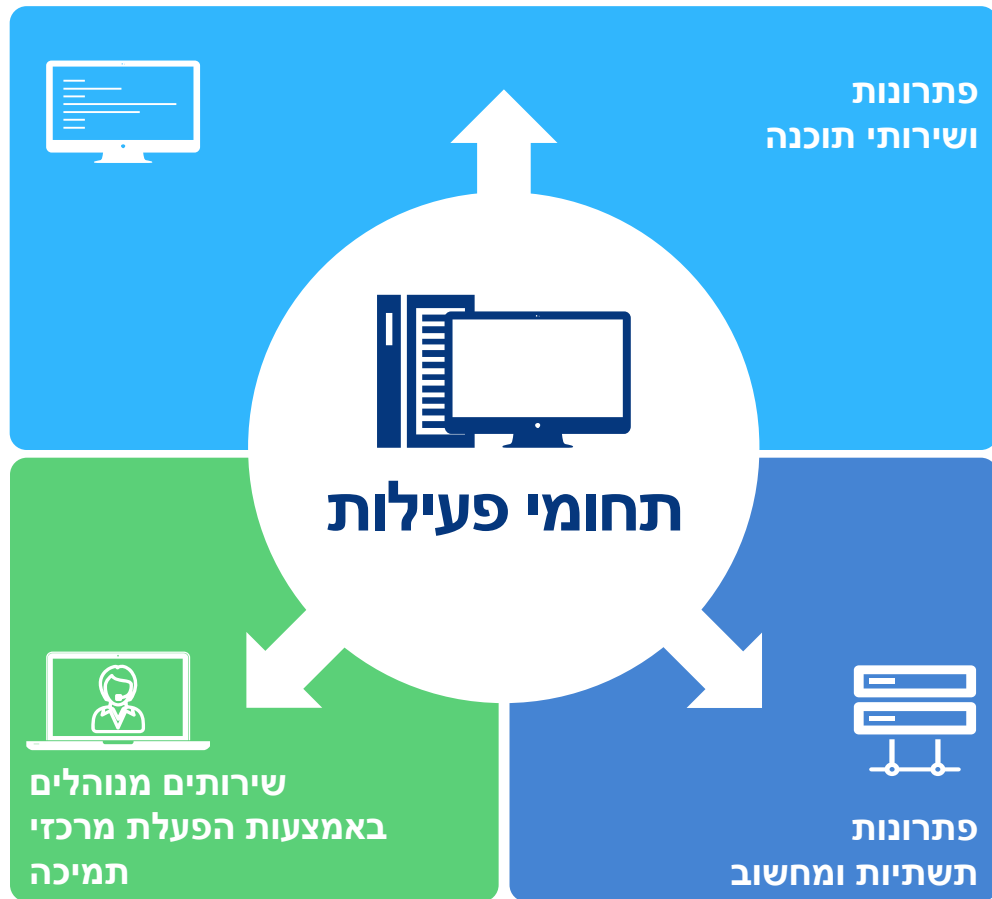 פתרונות
ושירותי תוכנה
תחומי פעילות
פתרונות
תשתיות ומחשוב
שירותים מנוהלים
באמצעות הפעלת מרכזי
תמיכה